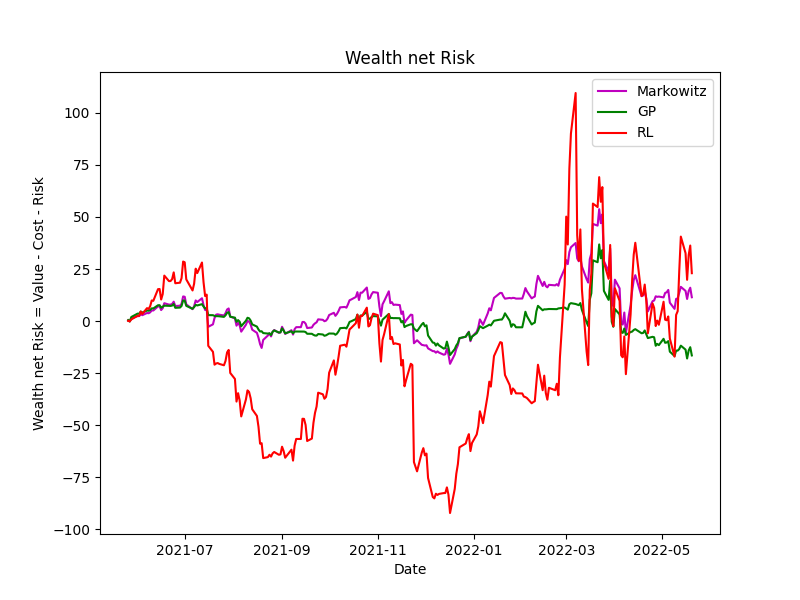 Wealth net Risk
Markowitz
GP
RL
Wealth net Risk = Value - Cost - Risk
100
75
50
25
0
−25
−50
−75
−100
2021-07
2021-09
2021-11
2022-01
2022-03
2022-05
Date